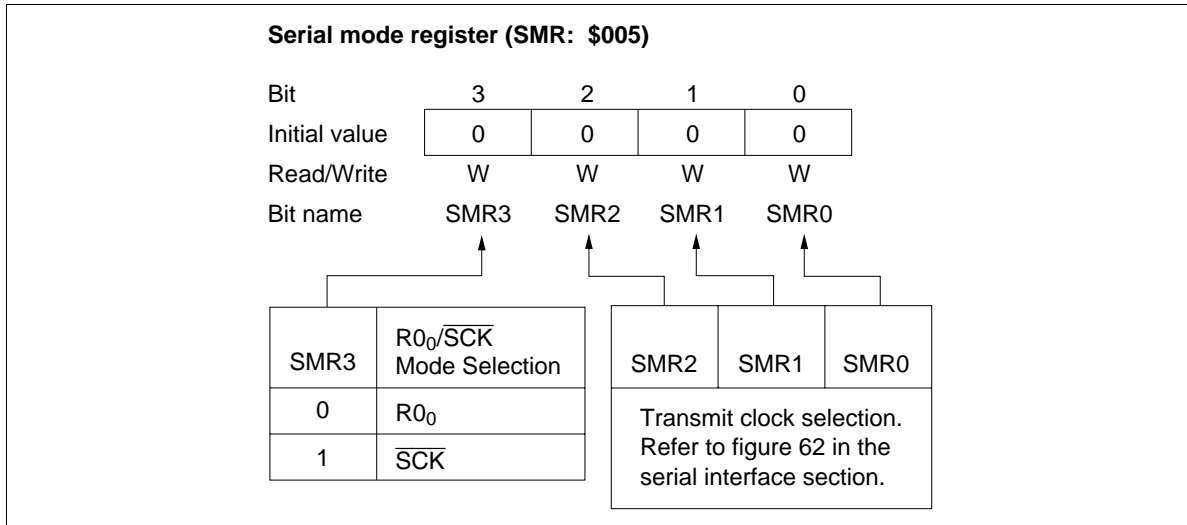 Serial mode register (SMR: $005)
Bit 3 2 1 0
Initial value 0 0 0 0
Read/Write W W W W
Bit name SMR3 SMR2 SMR1 SMR0
SMR3 R0₀/S̅C̅K̅
Mode Selection
0 R0₀
1 S̅C̅K̅
SMR2 SMR1 SMR0
Transmit clock selection.
Refer to figure 62 in the
serial interface section.